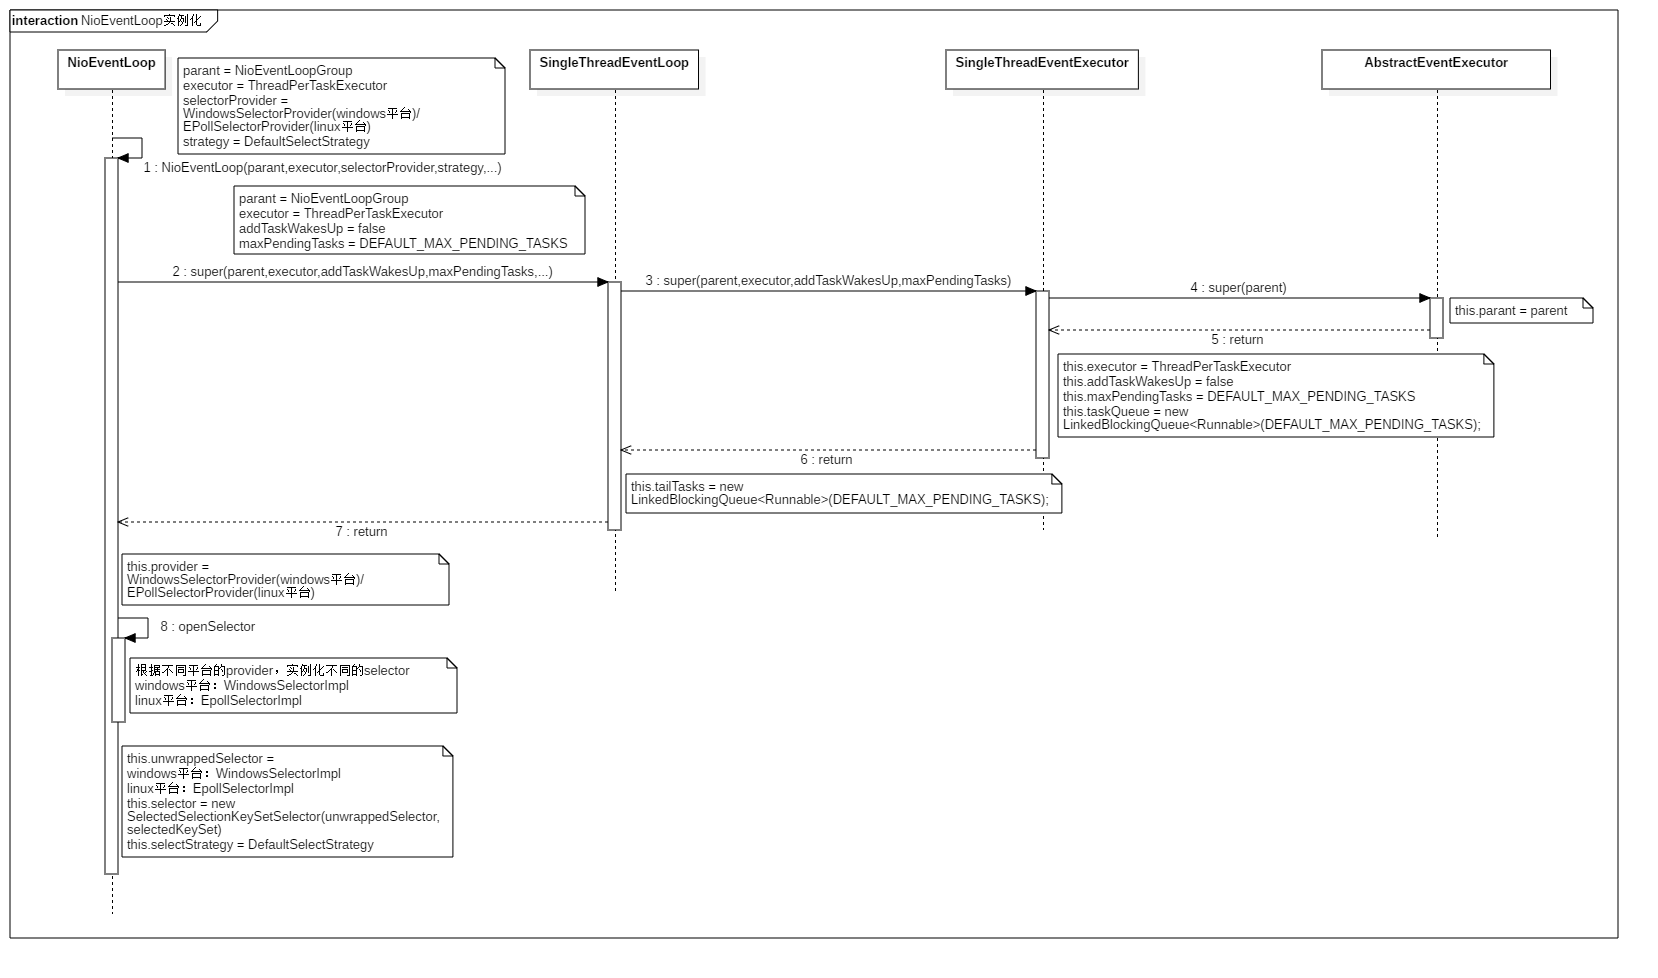 interaction NioEventLoop实例化
NioEventLoop
SingleThreadEventLoop
SingleThreadEventExecutor
AbstractEventExecutor
parant = NioEventLoopGroup
executor = ThreadPerTaskExecutor
selectorProvider =
WindowsSelectorProvider(windows平台)/
EPollSelectorProvider(linux平台)
strategy = DefaultSelectStrategy
1 : NioEventLoop(parant,executor,selectorProvider,strategy,...)
parant = NioEventLoopGroup
executor = ThreadPerTaskExecutor
addTaskWakesUp = false
maxPendingTasks = DEFAULT_MAX_PENDING_TASKS
2 : super(parent,executor,addTaskWakesUp,maxPendingTasks,...)
3 : super(parent,executor,addTaskWakesUp,maxPendingTasks)
4 : super(parent)
this.parant = parent
5 : return
this.executor = ThreadPerTaskExecutor
this.addTaskWakesUp = false
this.maxPendingTasks = DEFAULT_MAX_PENDING_TASKS
this.taskQueue = new
LinkedBlockingQueue<Runnable>(DEFAULT_MAX_PENDING_TASKS);
6 : return
this.tailTasks = new
LinkedBlockingQueue<Runnable>(DEFAULT_MAX_PENDING_TASKS);
7 : return
this.provider =
WindowsSelectorProvider(windows平台)/
EPollSelectorProvider(linux平台)
8 : openSelector
根据不同平台的provider，实例化不同的selector
windows平台：WindowsSelectorImpl
linux平台：EpollSelectorImpl
this.unwrappedSelector =
windows平台：WindowsSelectorImpl
linux平台：EpollSelectorImpl
this.selector = new
SelectedSelectionKeySetSelector(unwrappedSelector,
selectedKeySet)
this.selectStrategy = DefaultSelectStrategy